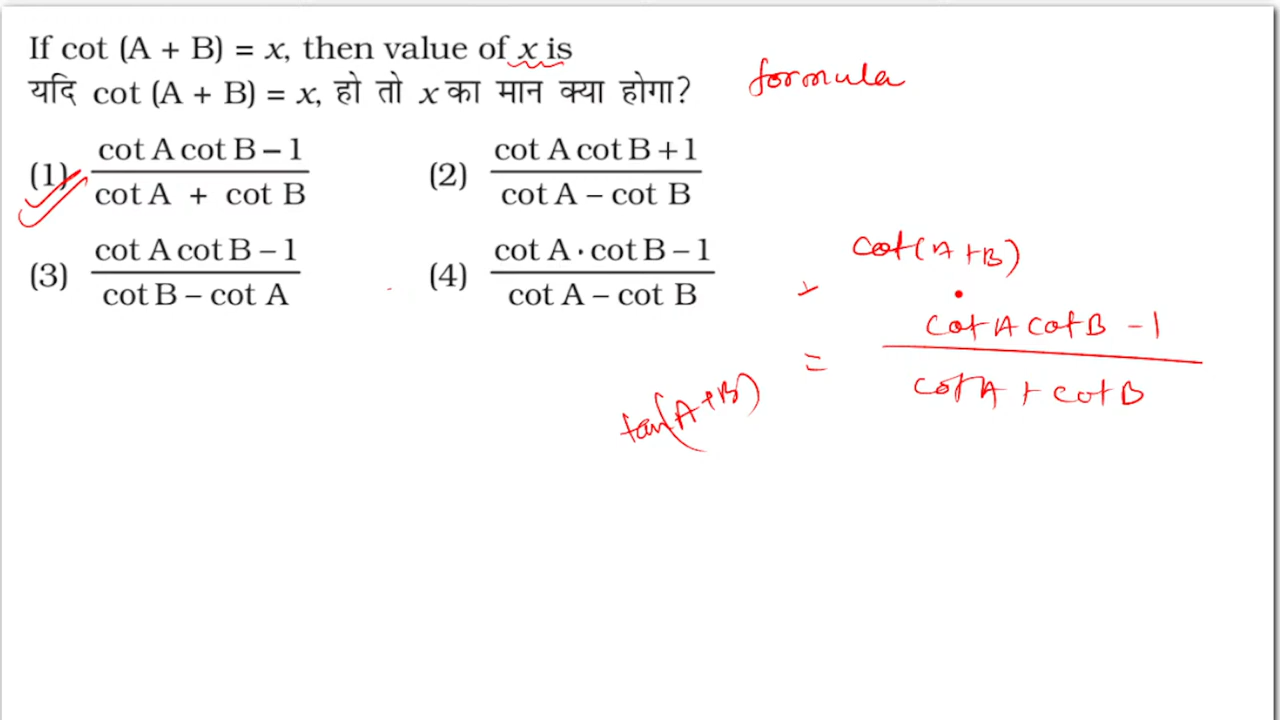 If cot (A + B) = x, then value of x is
यदि cot (A + B) = x, हो तो x का मान क्या होगा?
formula
(1) cot A cot B – 1 / cot A + cot B
(2) cot A cot B + 1 / cot A – cot B
(3) cot A cot B – 1 / cot B – cot A
(4) cot A · cot B – 1 / cot A – cot B
cot (A + B)
= cot A cot B – 1 / cot A + cot B
tan (A + B)